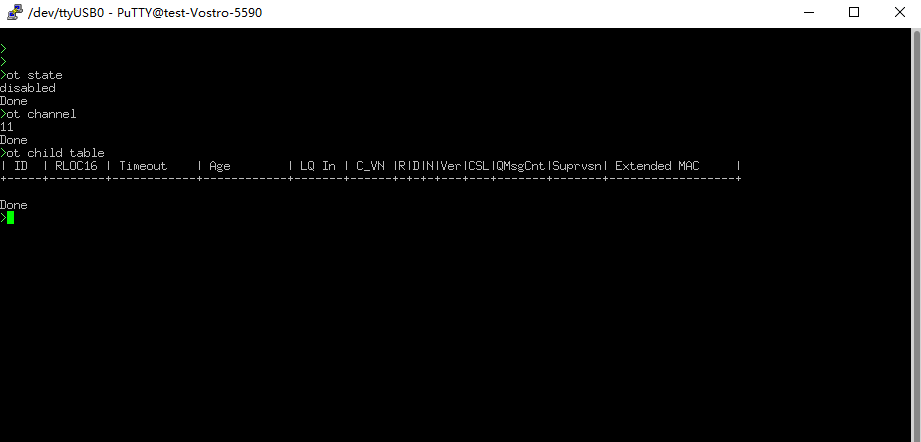 /dev/ttyUSB0 - PuTTY@test-Vostro-5590
>
>
>ot state
disabled
Done
>ot channel
11
Done
>ot child table
| ID  | RLOC16 | Timeout    | Age        | LQ In | C_VN |R|D|N|Ver|CSL|QMsgCnt|Suprvsn| Extended MAC     |
+-----+--------+------------+------------+-------+------+-+-+-+---+---+-------+-------+------------------+
Done
>